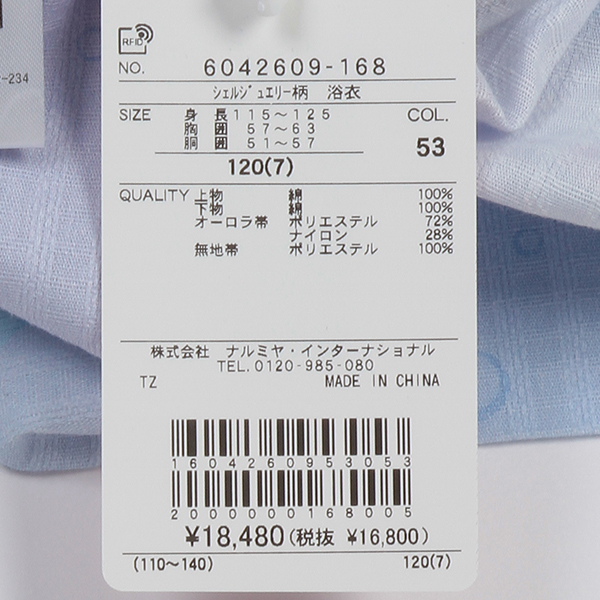 RFID
NO. 6042609-168
シェルジュエリー柄 浴衣
SIZE 身長 115～125 COL.
胸囲 57～63
胴囲 51～57 53
120(7)
QUALITY 上物 綿 100%
下物 綿 100%
オーロラ帯 ポリエステル 72%
ナイロン 28%
無地帯 ポリエステル 100%
株式会社 ナルミヤ・インターナショナル
TEL.0120-985-080
TZ MADE IN CHINA
1604260953053
2000000168005
¥18,480(税抜 ¥16,800)
(110～140) 120(7)
-234